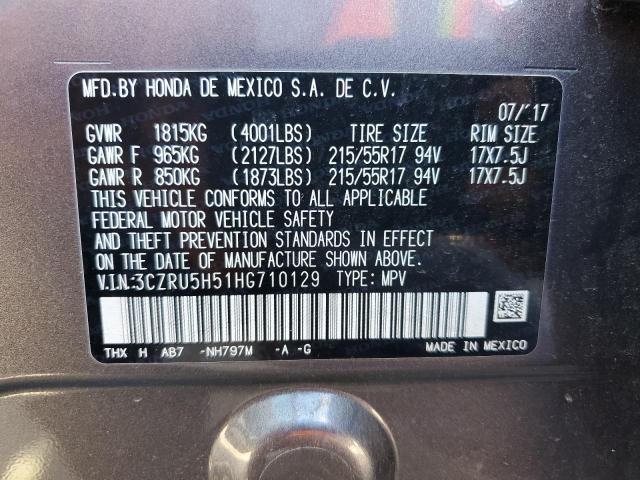 MFD.BY HONDA DE MEXICO S.A. DE C.V.
07/'17
GVWR 1815KG (4001LBS) TIRE SIZE RIM SIZE
GAWR F 965KG (2127LBS) 215/55R17 94V 17X7.5J
GAWR R 850KG (1873LBS) 215/55R17 94V 17X7.5J
THIS VEHICLE CONFORMS TO ALL APPLICABLE
FEDERAL MOTOR VEHICLE SAFETY
AND THEFT PREVENTION STANDARDS IN EFFECT
ON THE DATE OF MANUFACTURE SHOWN ABOVE.
V.I.N:3CZRU5H51HG710129 TYPE: MPV
THX H AB7 -NH797M -A -G MADE IN MEXICO